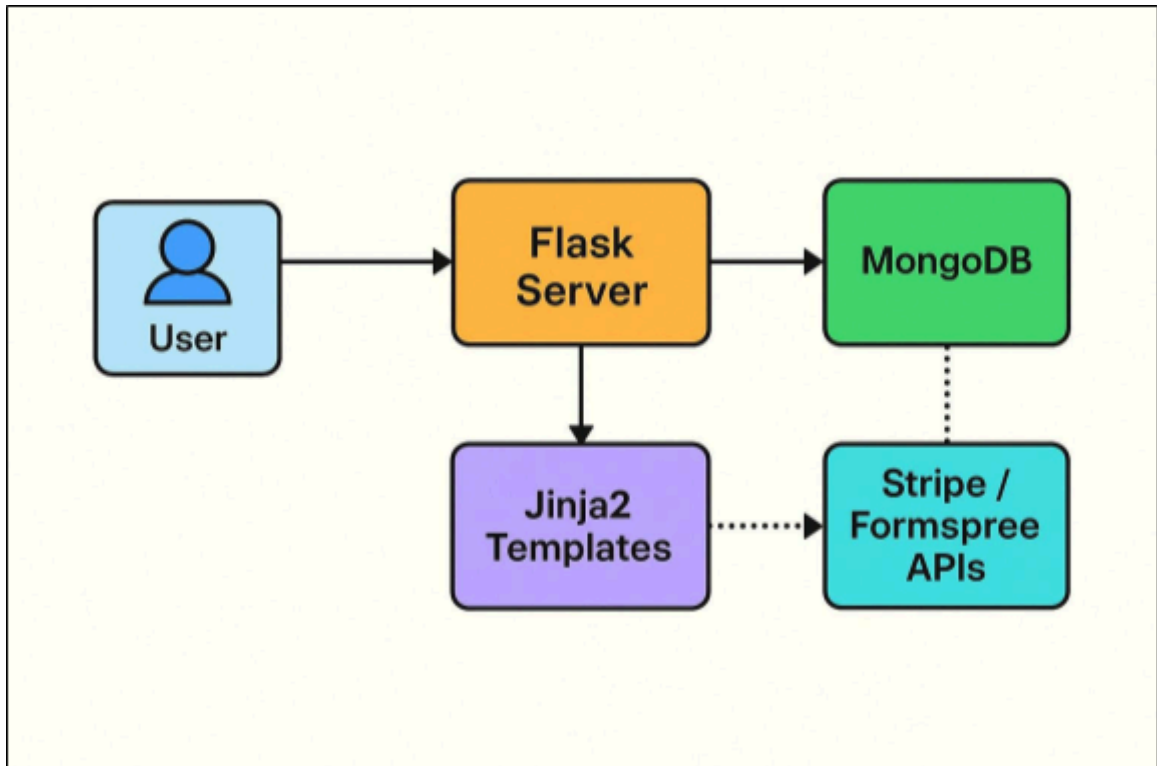 User
Flask
Server
MongoDB
Jinja2
Templates
Stripe /
Formspree
APIs